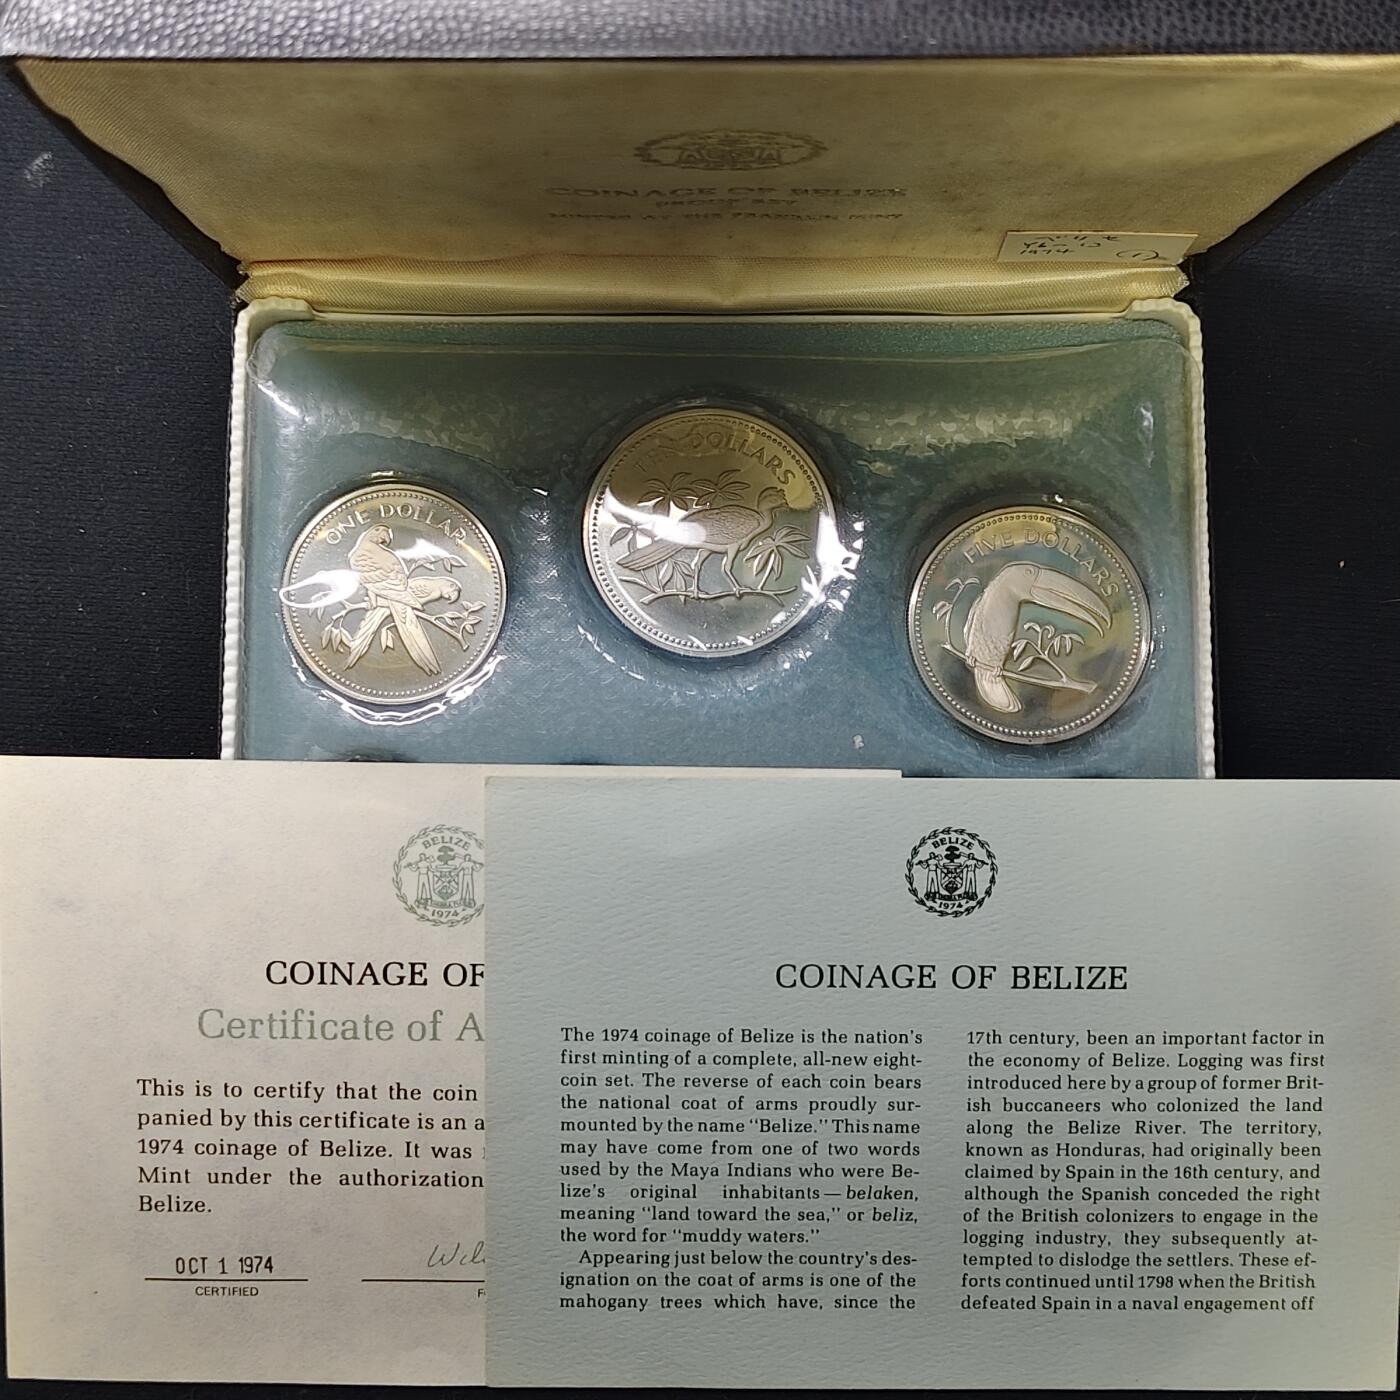 COINAGE OF BELIZE
PROOF SET
MINTED AT THE FRANKLIN MINT
1974
ONE DOLLAR
TEN DOLLARS
FIVE DOLLARS
BELIZE
1974
COINAGE OF
Certificate of A
This is to certify that the coin
panied by this certificate is an a
1974 coinage of Belize. It was
Mint under the authorization
Belize.
OCT 1 1974
CERTIFIED
BELIZE
1974
COINAGE OF BELIZE
The 1974 coinage of Belize is the nation's
first minting of a complete, all-new eight-
coin set. The reverse of each coin bears
the national coat of arms proudly sur-
mounted by the name "Belize." This name
may have come from one of two words
used by the Maya Indians who were Be-
lize's original inhabitants — belaken,
meaning "land toward the sea," or beliz,
the word for "muddy waters."
Appearing just below the country's des-
ignation on the coat of arms is one of the
mahogany trees which have, since the
17th century, been an important factor in
the economy of Belize. Logging was first
introduced here by a group of former Brit-
ish buccaneers who colonized the land
along the Belize River. The territory,
known as Honduras, had originally been
claimed by Spain in the 16th century, and
although the Spanish conceded the right
of the British colonizers to engage in the
logging industry, they subsequently at-
tempted to dislodge the settlers. These ef-
forts continued until 1798 when the British
defeated Spain in a naval engagement off